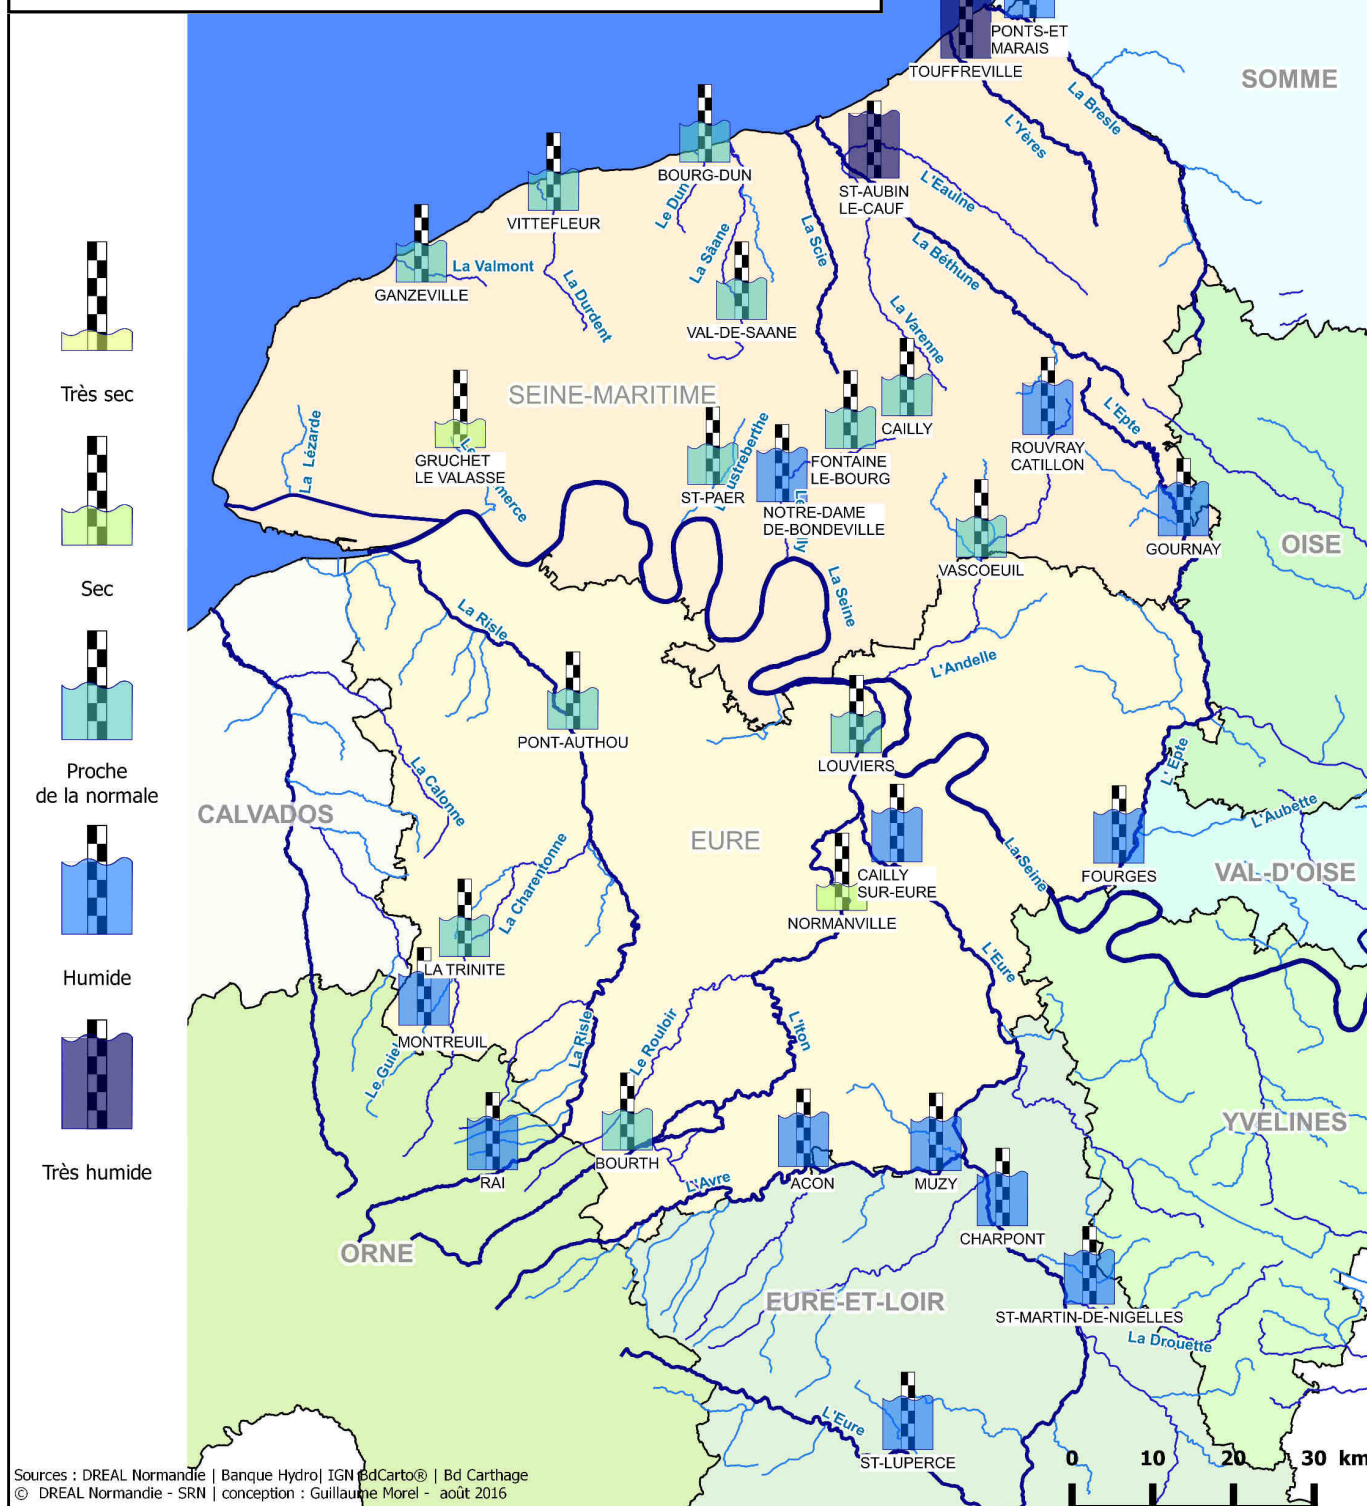 PONTS-ET
MARAIS
TOUFFREVILLE
SOMME
La Bresle
L'Yères
BOURG-DUN
ST-AUBIN
LE-CAUF
L'Eaulne
Le Dun
VITTEFLEUR
La Sâane
La Scie
La Béthune
La Valmont
GANZEVILLE
La Durdent
VAL-DE-SAANE
La Varenne
Très sec
SEINE-MARITIME
L'Epte
La Lézarde
CAILLY
GRUCHET
LE VALASSE
merce
ustreberthe
FONTAINE
LE-BOURG
ROUVRAY
CATILLON
ST-PAER
NOTRE-DAME
DE-BONDEVILLE
lly
GOURNAY
OISE
VASCOEUIL
Sec
La Seine
La Risle
L'Andelle
PONT-AUTHOU
LOUVIERS
L'Epte
Proche
de la normale
La Calonne
CALVADOS
EURE
L'Aubette
La Seine
FOURGES
VAL-D'OISE
CAILLY
SUR-EURE
La Charentonne
NORMANVILLE
Humide
LA TRINITE
L'Eure
MONTREUIL
La Risle
Le Rouloir
L'Iton
Le Guiel
YVELINES
Très humide
RAI
BOURTH
L'Avre
ACON
MUZY
CHARPONT
ORNE
EURE-ET-LOIR
ST-MARTIN-DE-NIGELLES
La Drouette
L'Eure
ST-LUPERCE
0 10 20 30 km
Sources : DREAL Normandie | Banque Hydro| IGN BdCarto® | Bd Carthage
© DREAL Normandie - SRN | conception : Guillaume Morel - août 2016